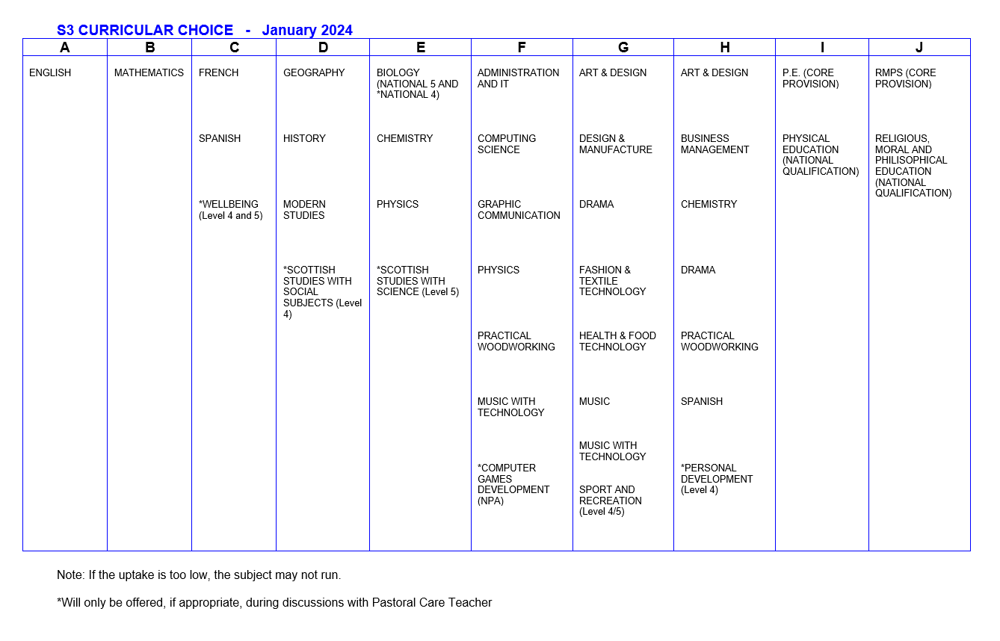 S3 CURRICULAR CHOICE - January 2024
A B C D E F G H I J
ENGLISH
MATHEMATICS
FRENCH
SPANISH
*WELLBEING
(Level 4 and 5)
GEOGRAPHY
HISTORY
MODERN
STUDIES
*SCOTTISH
STUDIES WITH
SOCIAL
SUBJECTS (Level
4)
BIOLOGY
(NATIONAL 5 AND
*NATIONAL 4)
CHEMISTRY
PHYSICS
*SCOTTISH
STUDIES WITH
SCIENCE (Level 5)
ADMINISTRATION
AND IT
COMPUTING
SCIENCE
GRAPHIC
COMMUNICATION
PHYSICS
PRACTICAL
WOODWORKING
MUSIC WITH
TECHNOLOGY
*COMPUTER
GAMES
DEVELOPMENT
(NPA)
ART & DESIGN
DESIGN &
MANUFACTURE
DRAMA
FASHION &
TEXTILE
TECHNOLOGY
HEALTH & FOOD
TECHNOLOGY
MUSIC
MUSIC WITH
TECHNOLOGY
SPORT AND
RECREATION
(Level 4/5)
ART & DESIGN
BUSINESS
MANAGEMENT
CHEMISTRY
DRAMA
PRACTICAL
WOODWORKING
SPANISH
*PERSONAL
DEVELOPMENT
(Level 4)
P.E. (CORE
PROVISION)
PHYSICAL
EDUCATION
(NATIONAL
QUALIFICATION)
RMPS (CORE
PROVISION)
RELIGIOUS,
MORAL AND
PHILISOPHICAL
EDUCATION
(NATIONAL
QUALIFICATION)
Note: If the uptake is too low, the subject may not run.
*Will only be offered, if appropriate, during discussions with Pastoral Care Teacher